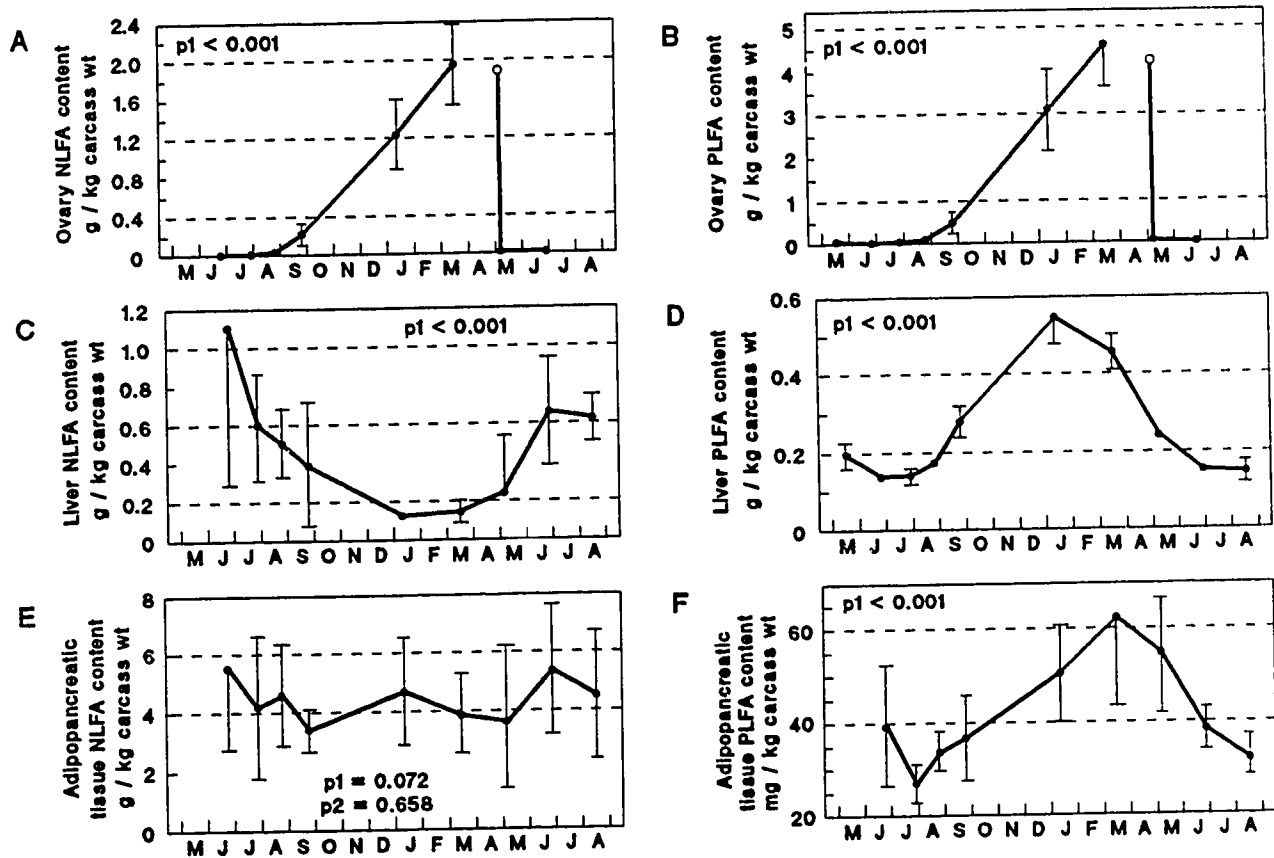 A
Ovary NLFA content
g / kg carcass wt
2.4
2.0
1.6
1.2
0.8
0.4
0
p1 < 0.001
M J J A S O N D J F M A M J J A
B
Ovary PLFA content
g / kg carcass wt
5
4
3
2
1
0
p1 < 0.001
M J J A S O N D J F M A M J J A
C
Liver NLFA content
g / kg carcass wt
1.2
1.0
0.8
0.6
0.4
0.2
0
p1 < 0.001
M J J A S O N D J F M A M J J A
D
Liver PLFA content
g / kg carcass wt
0.6
0.4
0.2
0
p1 < 0.001
M J J A S O N D J F M A M J J A
E
Adipopancreatic
tissue NLFA content
g / kg carcass wt
8
6
4
2
0
p1 = 0.072
p2 = 0.658
M J J A S O N D J F M A M J J A
F
Adipopancreatic
tissue PLFA content
mg / kg carcass wt
60
40
20
p1 < 0.001
M J J A S O N D J F M A M J J A